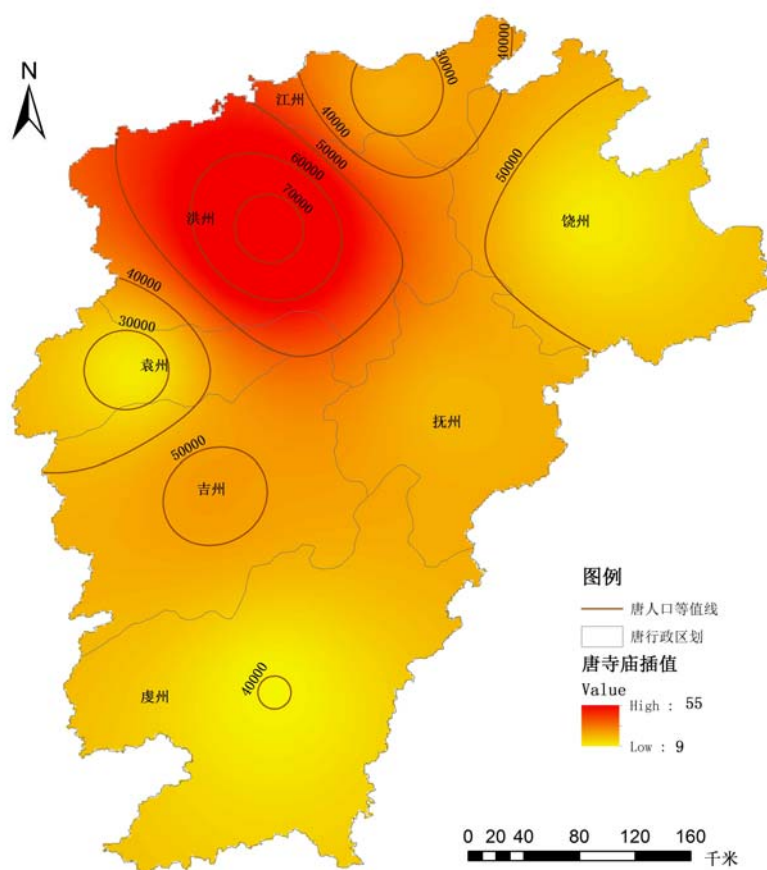 N
40000
30000
江州
40000
50000
50000
60000
70000
洪州
饶州
40000
30000
袁州
抚州
50000
吉州
图例
唐人口等值线
唐行政区划
唐寺庙插值
Value
High : 55
Low : 9
40000
虔州
0 20 40 80 120 160
千米